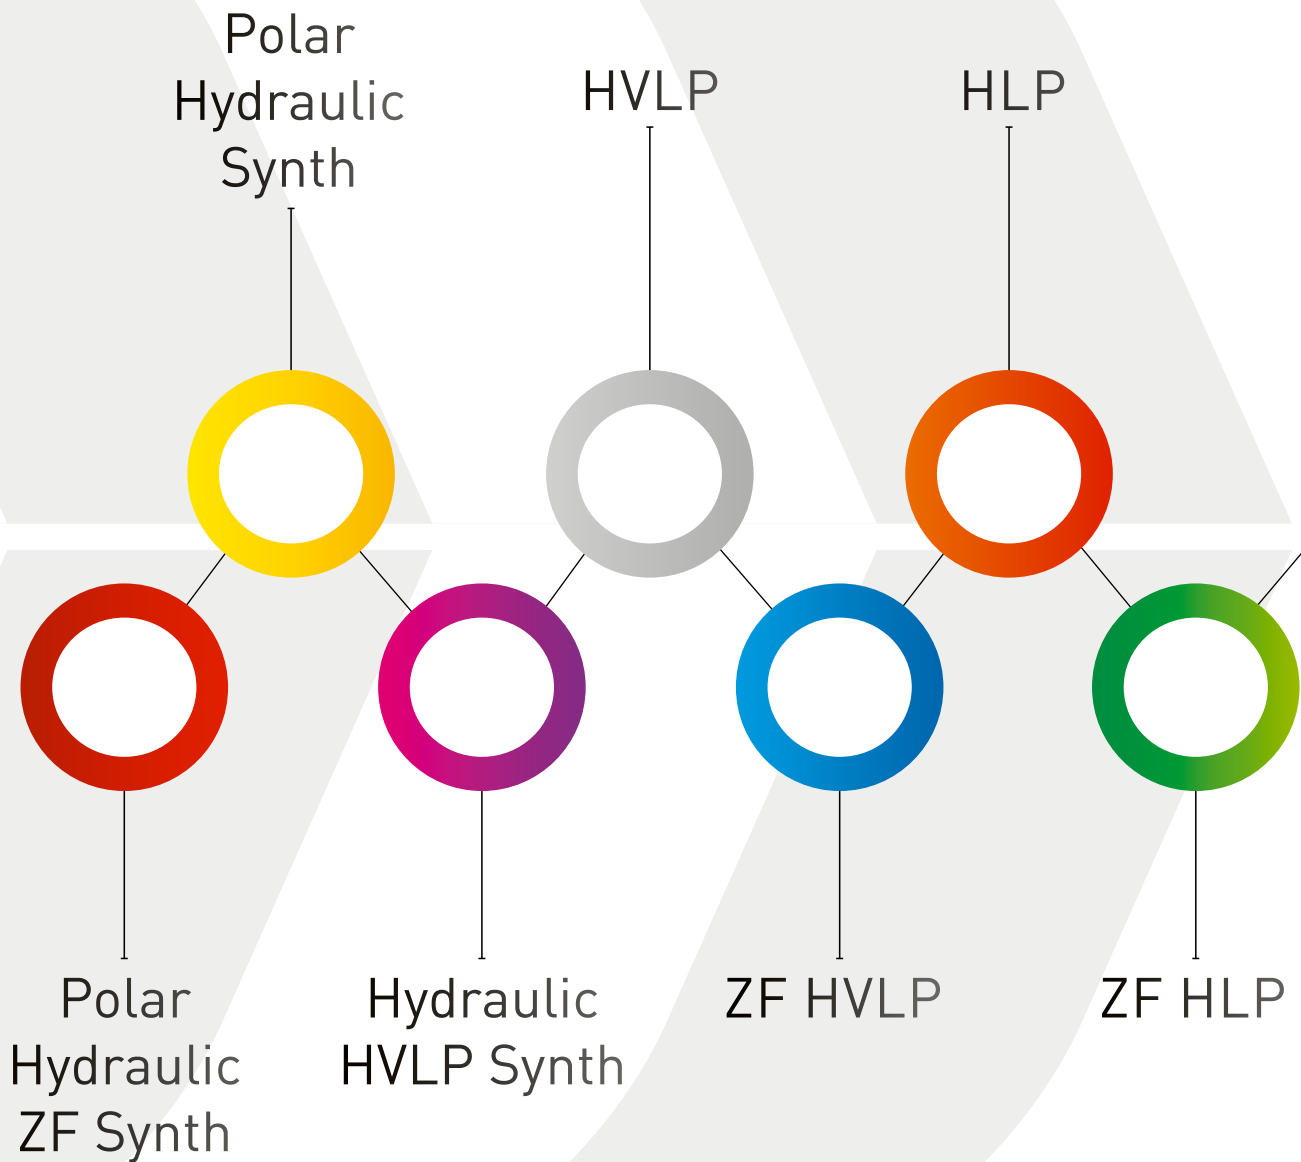 Polar
Hydraulic
Synth
HVLP
HLP
Polar
Hydraulic
ZF Synth
Hydraulic
HVLP Synth
ZF HVLP
ZF HLP